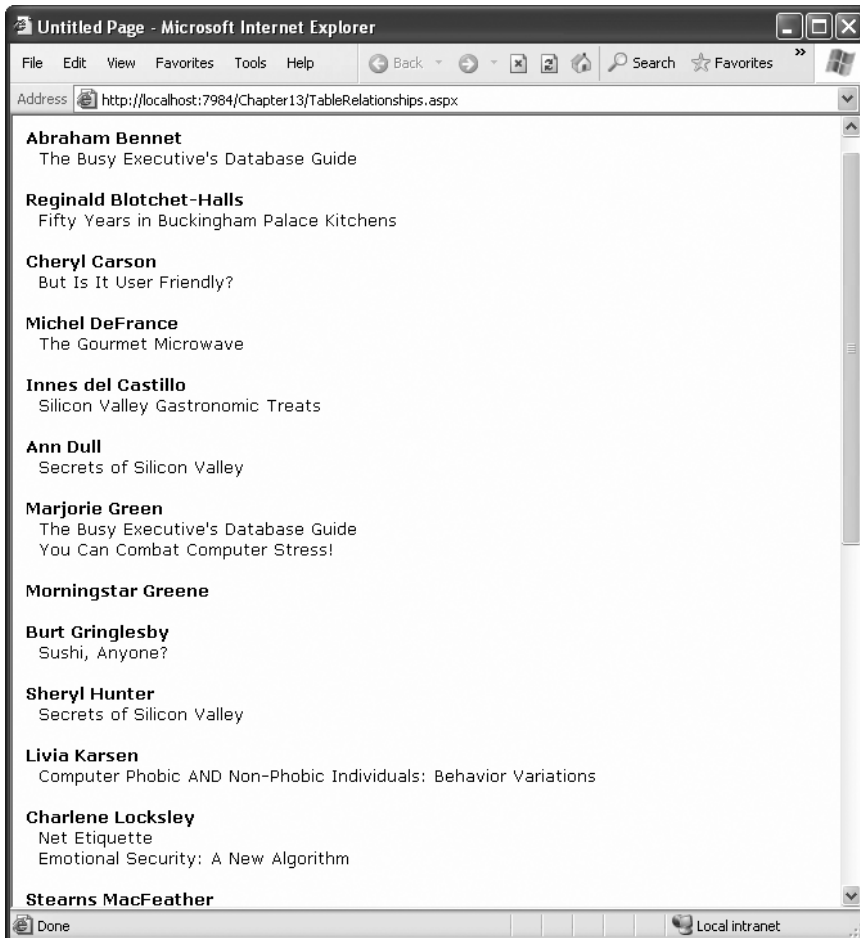 Untitled Page - Microsoft Internet Explorer
File Edit View Favorites Tools Help Back Search Favorites »
Address http://localhost:7984/Chapter13/TableRelationships.aspx
Abraham Bennet
The Busy Executive's Database Guide
Reginald Blotchet-Halls
Fifty Years in Buckingham Palace Kitchens
Cheryl Carson
But Is It User Friendly?
Michel DeFrance
The Gourmet Microwave
Innes del Castillo
Silicon Valley Gastronomic Treats
Ann Dull
Secrets of Silicon Valley
Marjorie Green
The Busy Executive's Database Guide
You Can Combat Computer Stress!
Morningstar Greene
Burt Gringlesby
Sushi, Anyone?
Sheryl Hunter
Secrets of Silicon Valley
Livia Karsen
Computer Phobic AND Non-Phobic Individuals: Behavior Variations
Charlene Locksley
Net Etiquette
Emotional Security: A New Algorithm
Stearns MacFeather
Done Local intranet